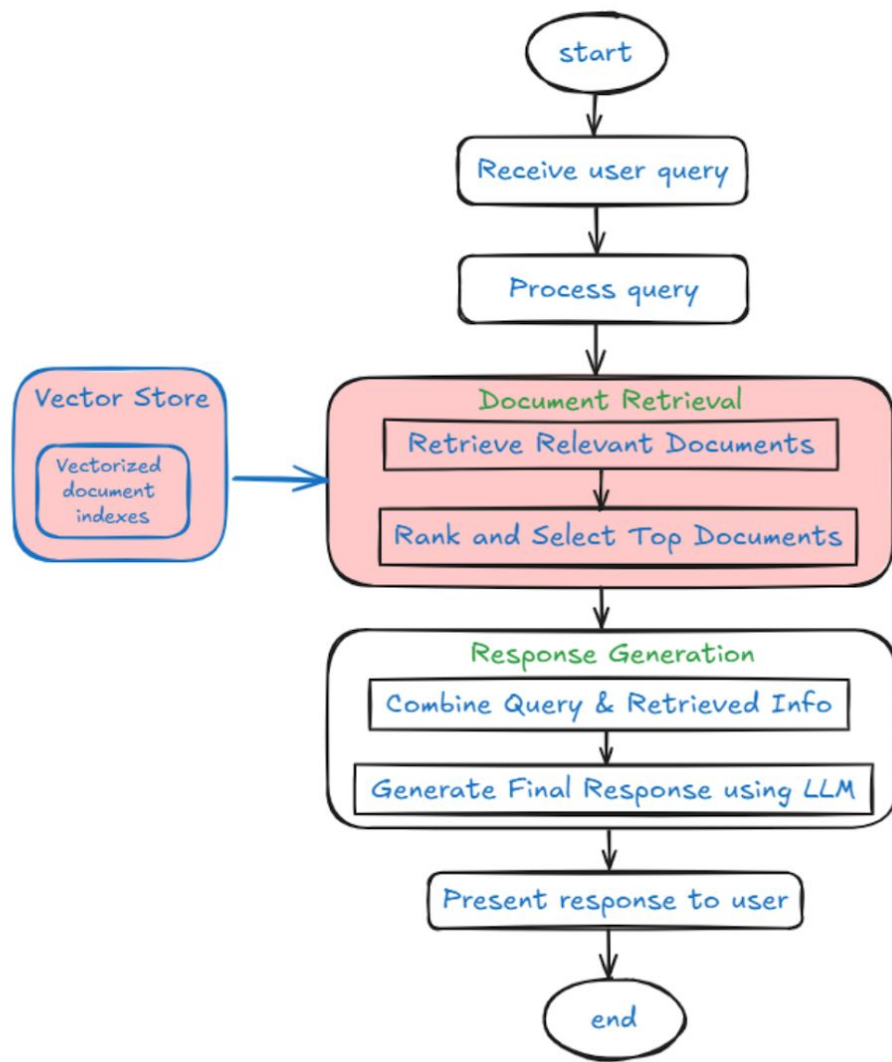 start
Receive user query
Process query
Vector Store
Vectorized
document
indexes
Document Retrieval
Retrieve Relevant Documents
Rank and Select Top Documents
Response Generation
Combine Query & Retrieved Info
Generate Final Response using LLM
Present response to user
end